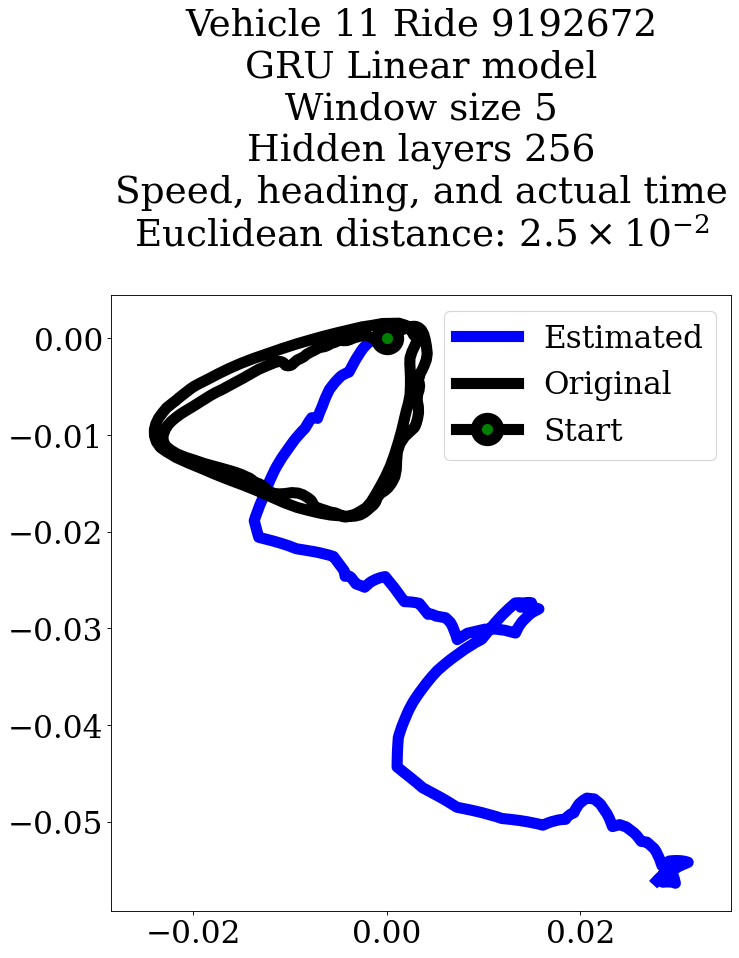 Vehicle 11 Ride 9192672
GRU Linear model
Window size 5
Hidden layers 256
Speed, heading, and actual time
Euclidean distance: 2.5 × 10⁻²
Estimated
Original
Start
0.00
−0.01
−0.02
−0.03
−0.04
−0.05
−0.02 0.00 0.02